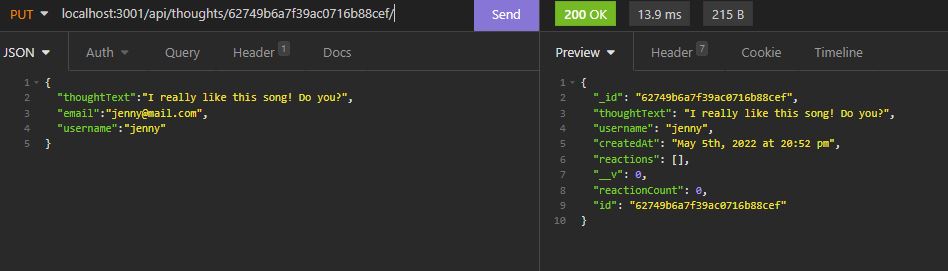 PUT ▼ localhost:3001/api/thoughts/62749b6a7f39ac0716b88cef/ Send 200 OK 13.9 ms 215 B
JSON ▼ Auth ▼ Query Header 1 Docs Preview ▼ Header 7 Cookie Timeline
1 {
2 "thoughtText":"I really like this song! Do you?",
3 "email":"jenny@mail.com",
4 "username":"jenny"
5 }
1 {
2 "_id": "62749b6a7f39ac0716b88cef",
3 "thoughtText": "I really like this song! Do you?",
4 "username": "jenny",
5 "createdAt": "May 5th, 2022 at 20:52 pm",
6 "reactions": [],
7 "__v": 0,
8 "reactionCount": 0,
9 "id": "62749b6a7f39ac0716b88cef"
10 }